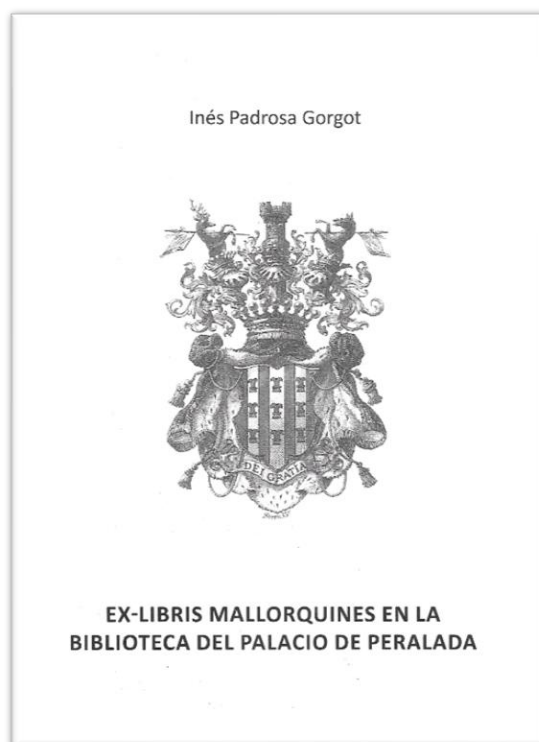 Inés Padrosa Gorgot
DEI GRATIA
EX-LIBRIS MALLORQUINES EN LA
BIBLIOTECA DEL PALACIO DE PERALADA